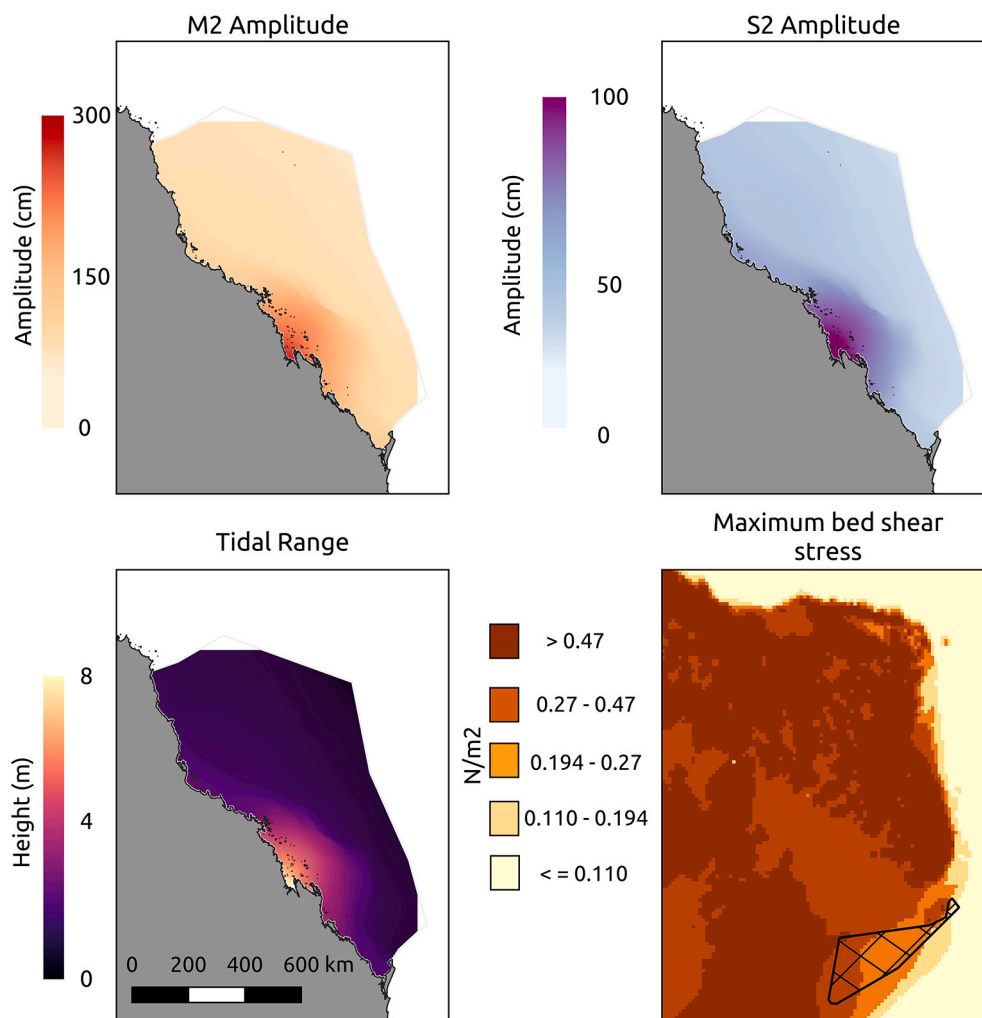 M2 Amplitude
S2 Amplitude
300
150
0
Amplitude (cm)
100
50
0
Amplitude (cm)
Tidal Range
Maximum bed shear
stress
8
4
0
Height (m)
0 200 400 600 km
N/m2
> 0.47
0.27 - 0.47
0.194 - 0.27
0.110 - 0.194
< = 0.110